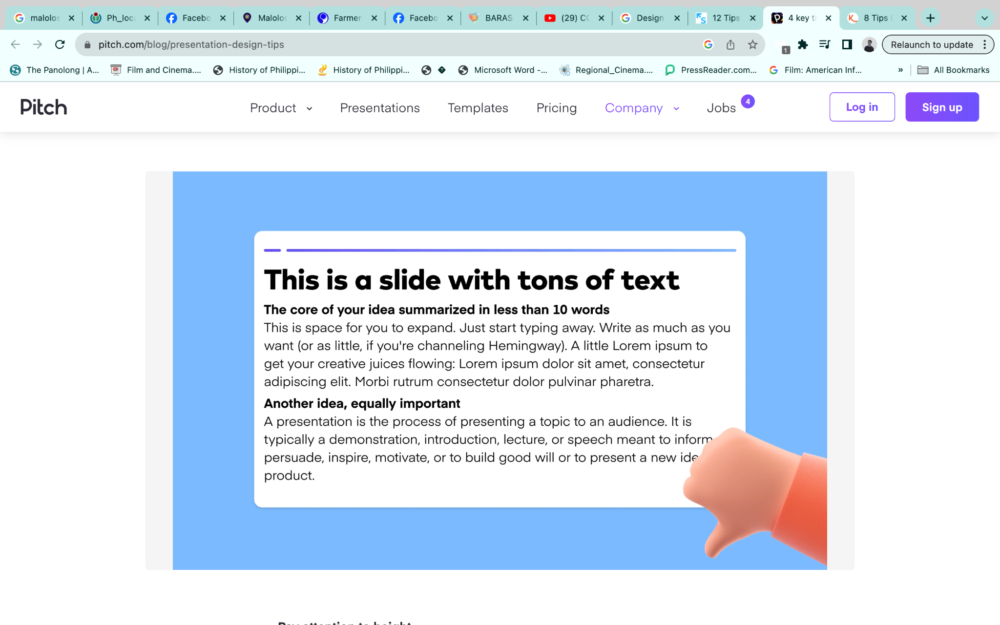 malolos
Ph_loc
Facebo
Malolos
Farmer
Facebo
BARAS
(29) CO
Design
12 Tips
4 key ti
8 Tips
pitch.com/blog/presentation-design-tips
1
Relaunch to update
The Panolong | A...
Film and Cinema....
History of Philippi...
History of Philippi...
Microsoft Word -...
Regional_Cinema....
PressReader.com...
Film: American Inf...
»
All Bookmarks
Pitch
Product
Presentations
Templates
Pricing
Company
Jobs
4
Log in
Sign up
This is a slide with tons of text
The core of your idea summarized in less than 10 words
This is space for you to expand. Just start typing away. Write as much as you
want (or as little, if you're channeling Hemingway). A little Lorem ipsum to
get your creative juices flowing: Lorem ipsum dolor sit amet, consectetur
adipiscing elit. Morbi rutrum consectetur dolor pulvinar pharetra.
Another idea, equally important
A presentation is the process of presenting a topic to an audience. It is
typically a demonstration, introduction, lecture, or speech meant to inform
persuade, inspire, motivate, or to build good will or to present a new ide
product.
Pay attention to height